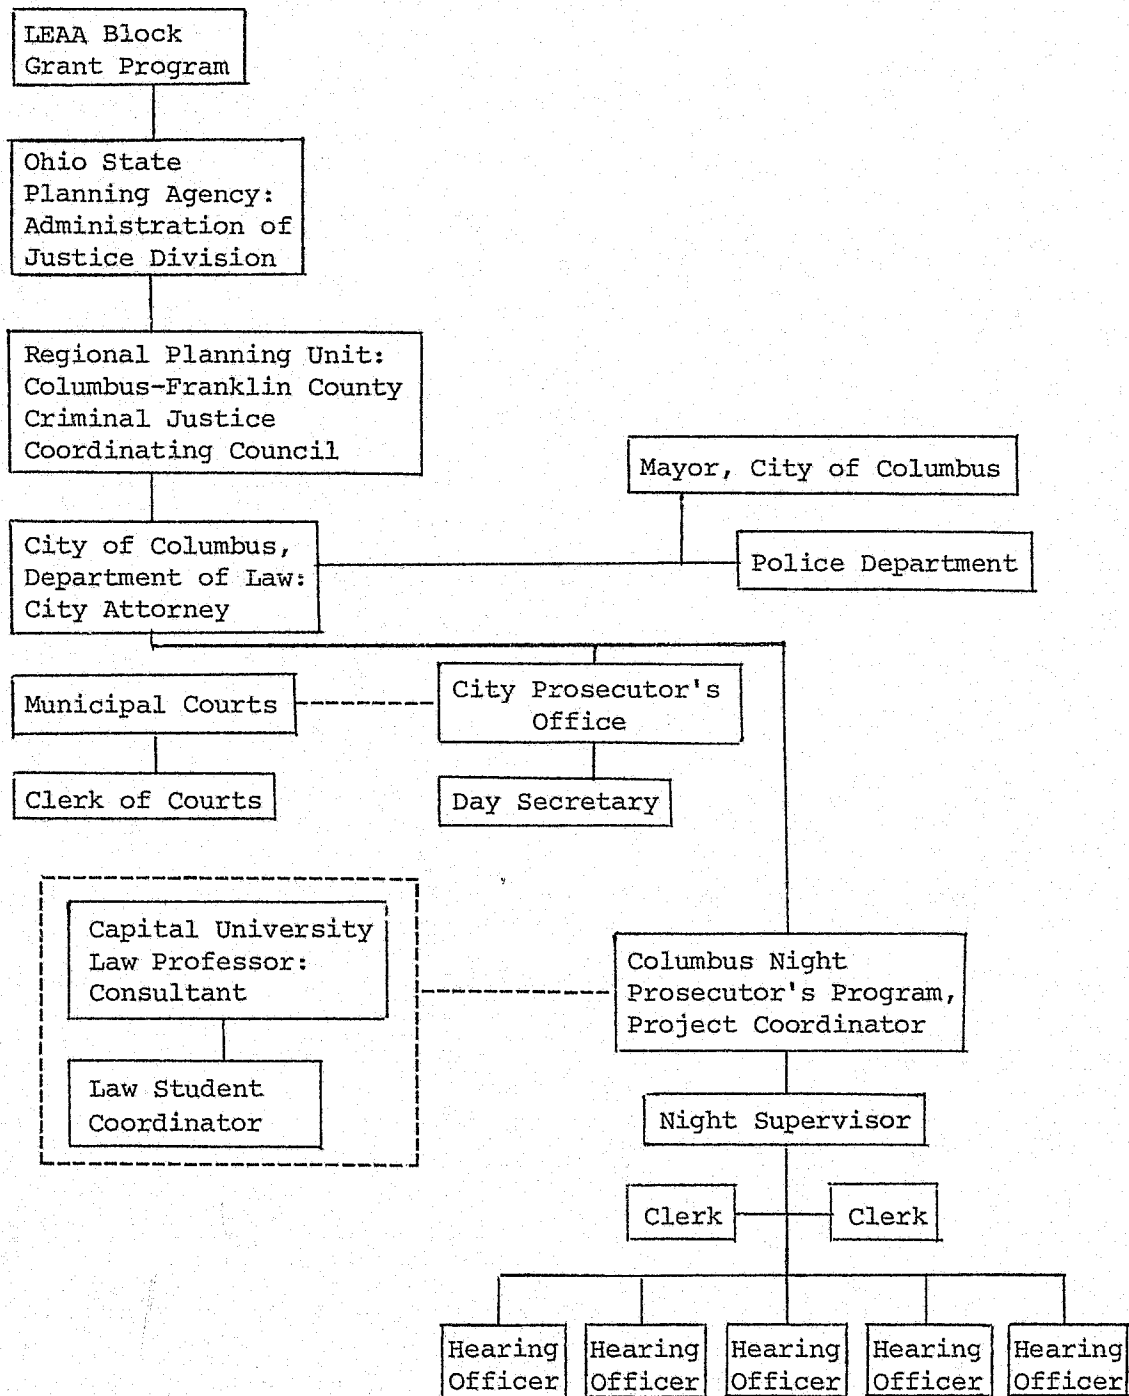 LEAA Block
Grant Program
Ohio State
Planning Agency:
Administration of
Justice Division
Regional Planning Unit:
Columbus-Franklin County
Criminal Justice
Coordinating Council
Mayor, City of Columbus
City of Columbus,
Department of Law:
City Attorney
Police Department
Municipal Courts
City Prosecutor's
Office
Clerk of Courts
Day Secretary
Capital University
Law Professor:
Consultant
Law Student
Coordinator
Columbus Night
Prosecutor's Program,
Project Coordinator
Night Supervisor
Clerk
Clerk
Hearing
Officer
Hearing
Officer
Hearing
Officer
Hearing
Officer
Hearing
Officer